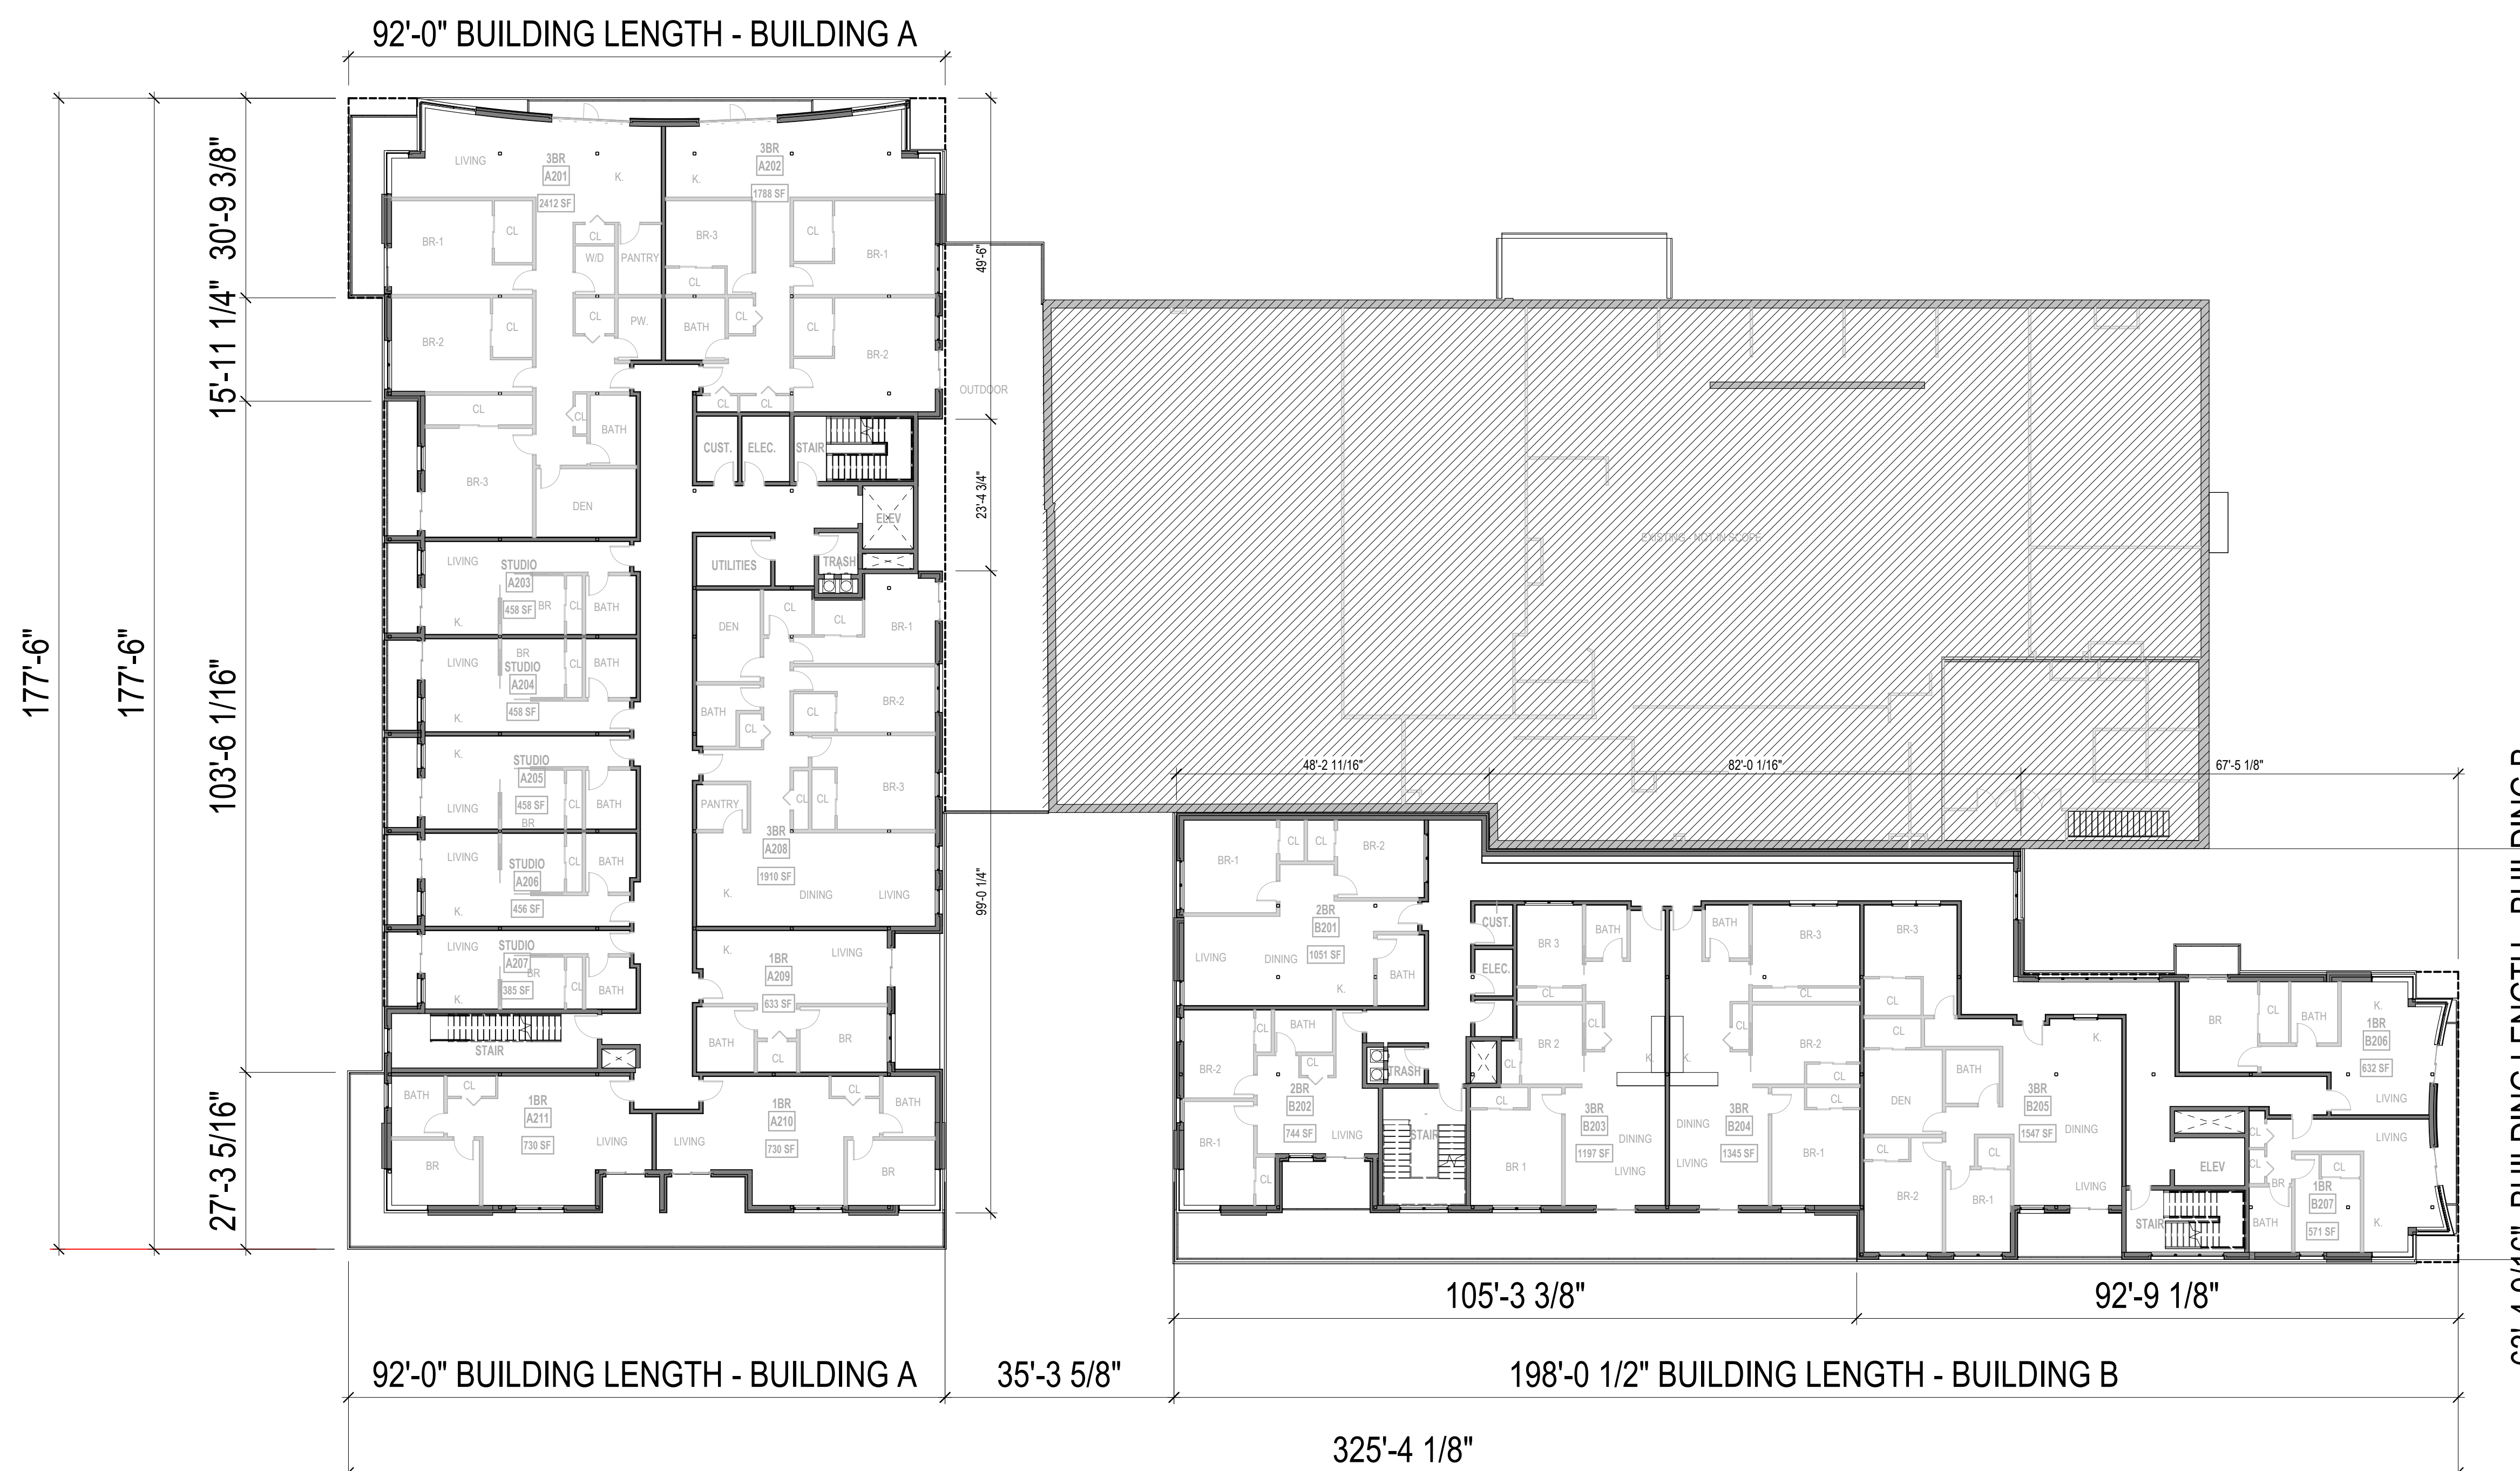 92'-0" BUILDING LENGTH - BUILDING A
177'-6"
177'-6"
30'-9 3/8"
15'-11 1/4"
103'-6 1/16"
27'-3 5/16"
49'-6"
23'-4 3/4"
99'-0 1/4"
LIVING
3BR
A201
2412 SF
K.
BR-1
CL
CL
W/D
PANTRY
BR-2
CL
CL
PW.
CL
CL
BATH
BR-3
DEN
3BR
A202
1788 SF
K.
BR-3
CL
BR-1
CL
BATH
CL
CL
BR-2
CL
CL
OUTDOOR
CUST.
ELEC.
STAIR
ELEV
UTILITIES
TRASH
LIVING
STUDIO
A203
458 SF
BR
CL
BATH
K.
LIVING
BR
STUDIO
A204
458 SF
CL
BATH
K.
K.
STUDIO
A205
458 SF
CL
BATH
LIVING
BR
LIVING
STUDIO
A206
456 SF
CL
BATH
K.
LIVING
STUDIO
A207
BR
385 SF
CL
BATH
K.
STAIR
DEN
CL
CL
BR-1
BATH
CL
CL
BR-2
PANTRY
CL
CL
BR-3
3BR
A208
1910 SF
K.
DINING
LIVING
K.
1BR
A209
633 SF
LIVING
BATH
CL
BR
BATH
CL
1BR
A211
730 SF
LIVING
BR
LIVING
1BR
A210
730 SF
CL
BATH
BR
EXISTING - NOT IN SCOPE
48'-2 11/16"
82'-0 1/16"
67'-5 1/8"
BR-1
CL
CL
BR-2
2BR
B201
1051 SF
LIVING
DINING
K.
BATH
CUST.
ELEC.
CL
BATH
CL
BR-2
2BR
B202
744 SF
BR-1
LIVING
CL
TRASH
STAIR
BR 3
BATH
CL
BR 2
CL
CL
K.
CL
3BR
B203
1197 SF
DINING
LIVING
BR 1
BATH
BR-3
CL
CL
BR-2
CL
K.
CL
DINING
3BR
B204
1345 SF
LIVING
BR-1
BR-3
CL
CL
BATH
DEN
K.
3BR
B205
1547 SF
DINING
LIVING
CL
CL
BR-2
BR-1
BR
CL
BATH
K.
1BR
B206
632 SF
LIVING
ELEV
STAIR
CL
CL
BR
CL
BATH
LIVING
1BR
B207
571 SF
K.
105'-3 3/8"
92'-9 1/8"
92'-0" BUILDING LENGTH - BUILDING A
35'-3 5/8"
198'-0 1/2" BUILDING LENGTH - BUILDING B
325'-4 1/8"
BUILDING LENGTH - BUILDING B